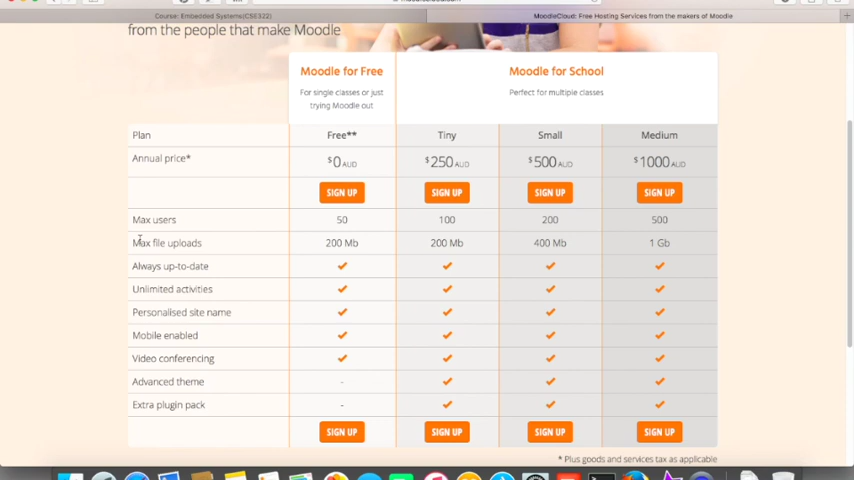 Course: Embedded Systems(CSE322)
MoodleCloud: Free Hosting Services from the makers of Moodle
from the people that make Moodle
Moodle for Free
For single classes or just
trying Moodle out
Moodle for School
Perfect for multiple classes
Plan Free** Tiny Small Medium
Annual price* $0 AUD $250 AUD $500 AUD $1000 AUD
SIGN UP SIGN UP SIGN UP SIGN UP
Max users 50 100 200 500
Max file uploads 200 Mb 200 Mb 400 Mb 1 Gb
Always up-to-date
Unlimited activities
Personalised site name
Mobile enabled
Video conferencing
Advanced theme -
Extra plugin pack -
SIGN UP SIGN UP SIGN UP SIGN UP
* Plus goods and services tax as applicable